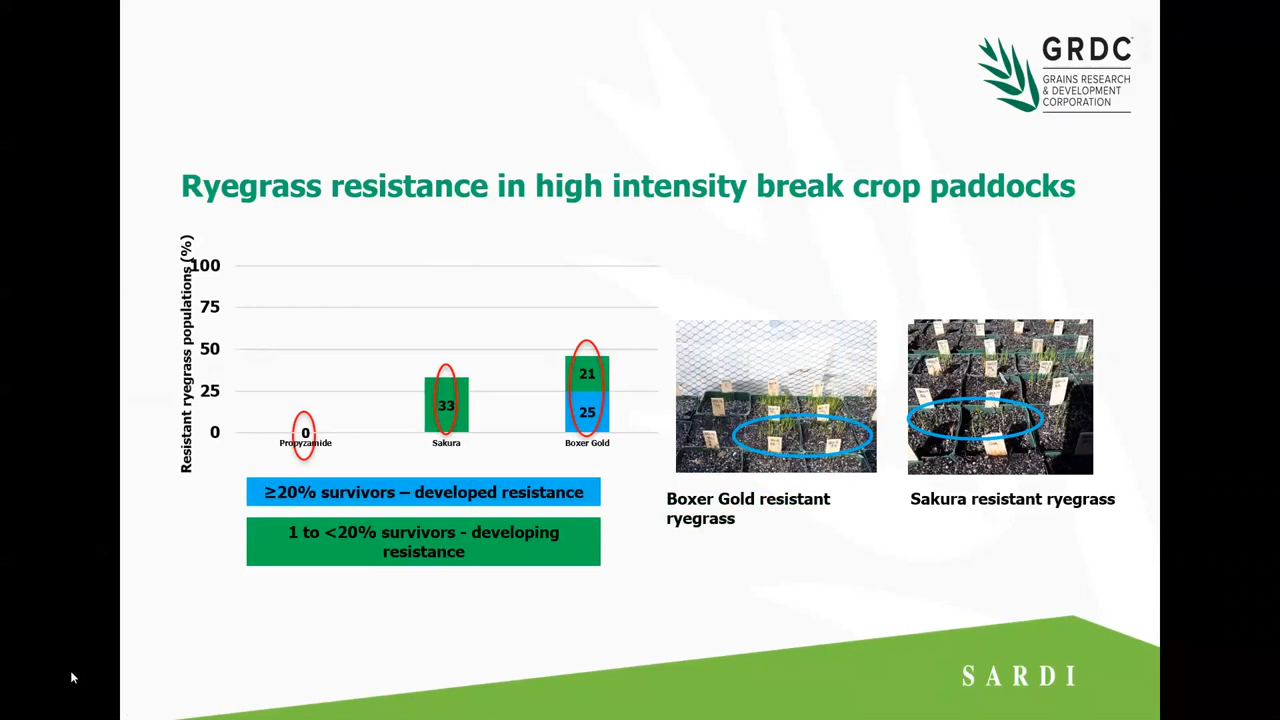 GRDC
GRAINS RESEARCH
& DEVELOPMENT
CORPORATION
Ryegrass resistance in high intensity break crop paddocks
Resistant ryegrass populations (%)
100
75
50
25
0
0
33
21
25
Propyzamide
Sakura
Boxer Gold
≥20% survivors – developed resistance
1 to <20% survivors - developing
resistance
Boxer Gold resistant
ryegrass
Sakura resistant ryegrass
SARDI